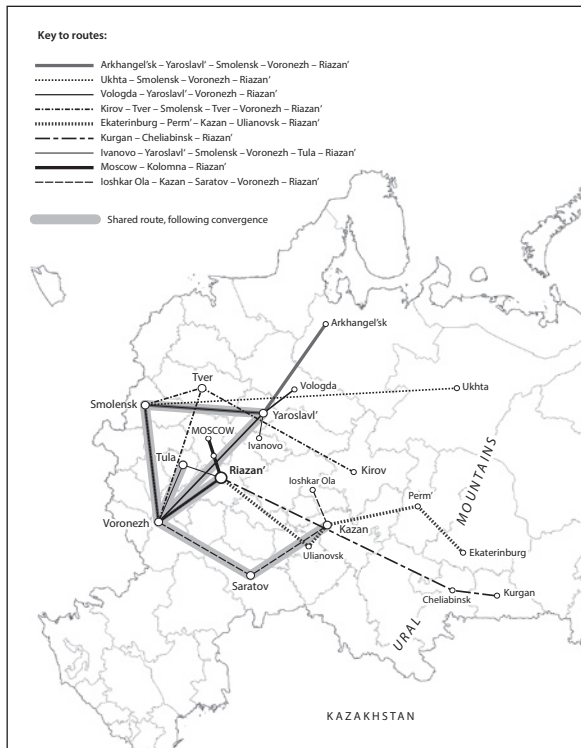 Key to routes:
Arkhangel'sk – Yaroslavl' – Smolensk – Voronezh – Riazan'
Ukhta – Smolensk – Voronezh – Riazan'
Vologda – Yaroslavl' – Voronezh – Riazan'
Kirov – Tver – Smolensk – Tver – Voronezh – Riazan'
Ekaterinburg – Perm' – Kazan – Ulianovsk – Riazan'
Kurgan – Cheliabinsk – Riazan'
Ivanovo – Yaroslavl' – Smolensk – Voronezh – Tula – Riazan'
Moscow – Kolomna – Riazan'
Ioshkar Ola – Kazan – Saratov – Voronezh – Riazan'
Shared route, following convergence
Arkhangel'sk
Tver
Vologda
Ukhta
Smolensk
Yaroslavl'
MOSCOW
Ivanovo
Tula
Riazan'
Kirov
Ioshkar Ola
Perm'
MOUNTAINS
Voronezh
Kazan
Ulianovsk
Ekaterinburg
Saratov
Cheliabinsk
Kurgan
URAL
KAZAKHSTAN